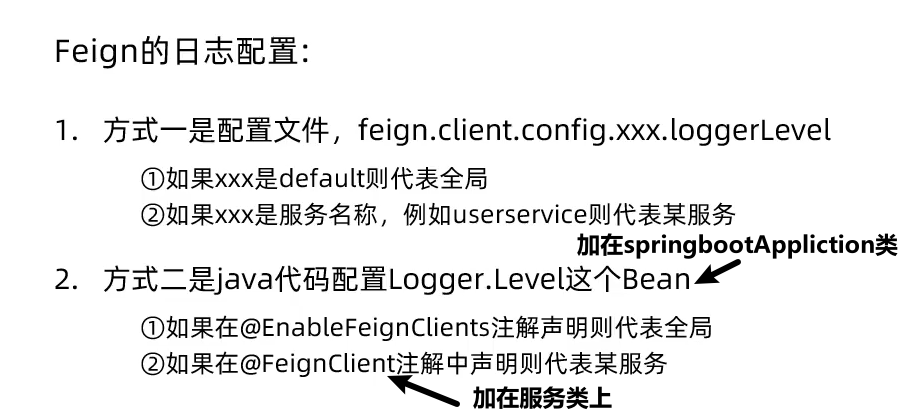 Feign的日志配置:
1. 方式一是配置文件，feign.client.config.xxx.loggerLevel
①如果xxx是default则代表全局
②如果xxx是服务名称，例如userservice则代表某服务
加在springbootAppliction类
2. 方式二是java代码配置Logger.Level这个Bean
①如果在@EnableFeignClients注解声明则代表全局
②如果在@FeignClient注解中声明则代表某服务
加在服务类上